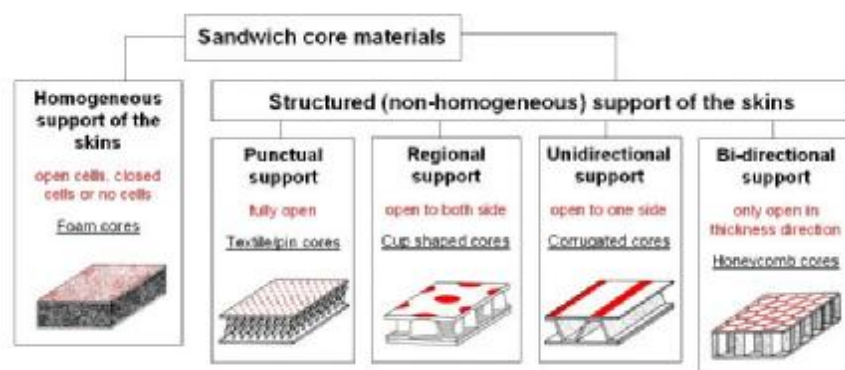 Sandwich core materials
Homogeneous
support of the
skins
open cells, closed
cells or no cells
Foam cores
Structured (non-homogeneous) support of the skins
Punctual
support
fully open
Textile/pin cores
Regional
support
open to both side
Cup shaped cores
Unidirectional
support
open to one side
Corrugated cores
Bi-directional
support
only open in
thickness direction
Honeycomb cores